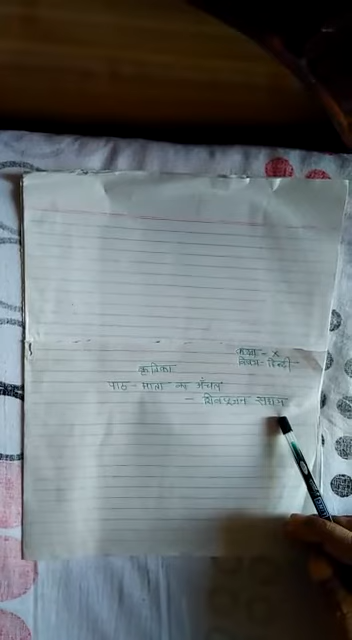 कक्षा - X
विषय - हिन्दी
कृतिका
पाठ - माता का अँचल
- शिवपूजन सहाय